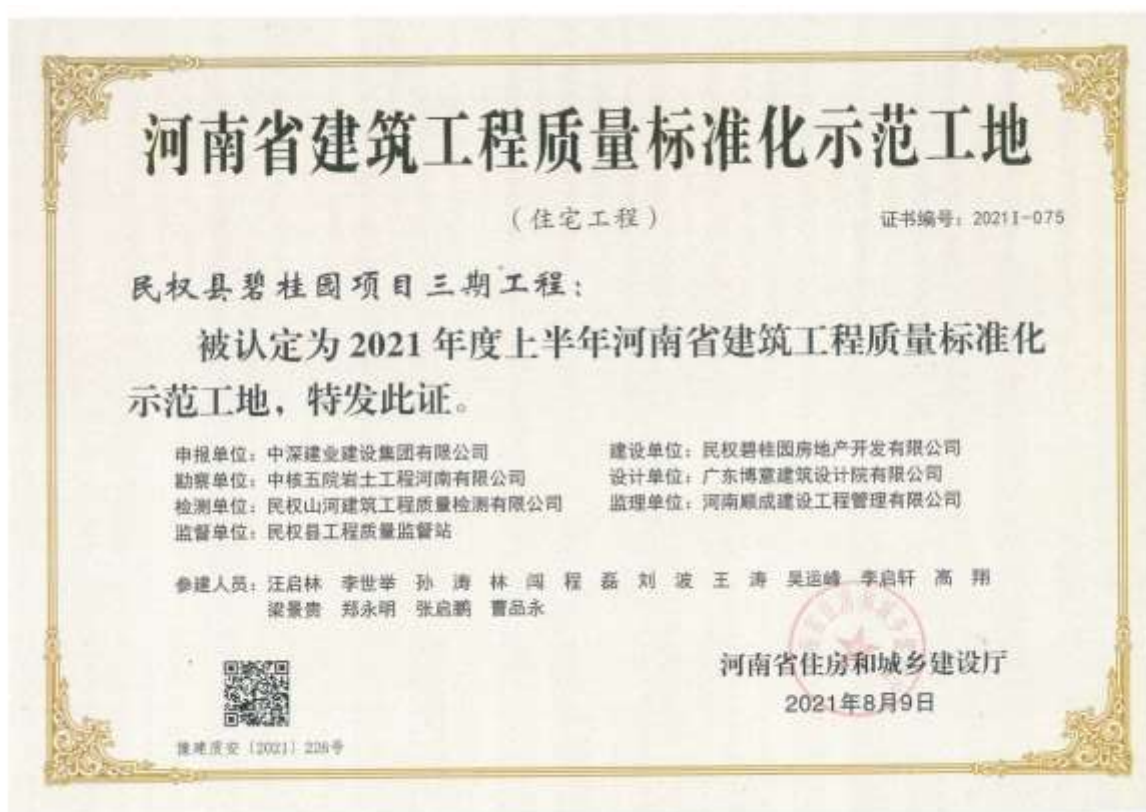 河南省建筑工程质量标准化示范工地
（住宅工程）
证书编号：2021I-075
民权县碧桂园项目三期工程：
被认定为 2021 年度上半年河南省建筑工程质量标准化
示范工地，特发此证。
申报单位：中深建业建设集团有限公司 建设单位：民权碧桂园房地产开发有限公司
勘察单位：中核五院岩土工程河南有限公司 设计单位：广东博意建筑设计院有限公司
检测单位：民权山河建筑工程质量检测有限公司 监理单位：河南顺成建设工程管理有限公司
监督单位：民权县工程质量监督站
参建人员：汪启林 李世举 孙 涛 林 闯 程 磊 刘 波 王 涛 吴运峰 李启轩 高 翔
梁景贵 郑永明 张启鹏 曹品永
河南省住房和城乡建设厅
2021年8月9日
豫建质安〔2021〕226号